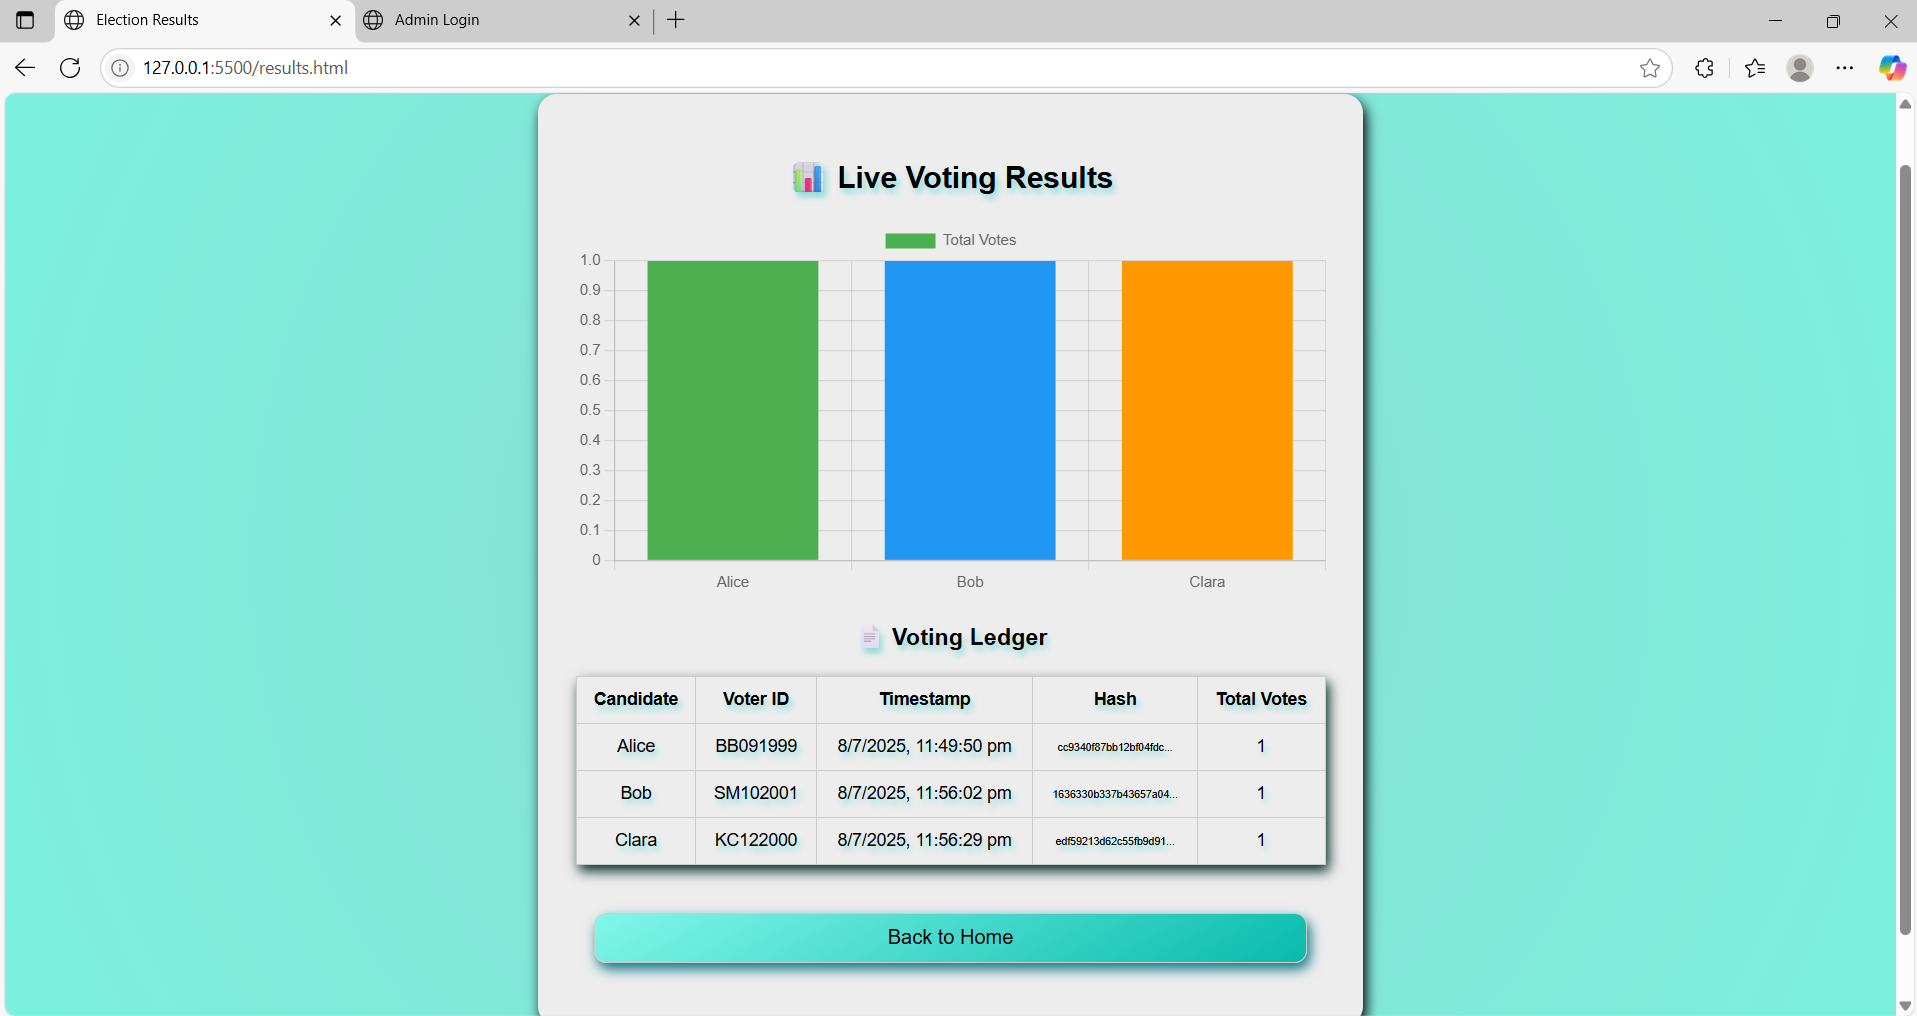 Election Results
Admin Login
127.0.0.1:5500/results.html
Live Voting Results
Total Votes
1.0
0.9
0.8
0.7
0.6
0.5
0.4
0.3
0.2
0.1
0
Alice Bob Clara
Voting Ledger
Candidate Voter ID Timestamp Hash Total Votes
Alice BB091999 8/7/2025, 11:49:50 pm cc9340f87bb12bf04fdc... 1
Bob SM102001 8/7/2025, 11:56:02 pm 1636330b337b43657a04... 1
Clara KC122000 8/7/2025, 11:56:29 pm edf59213d62c55fb9d91... 1
Back to Home